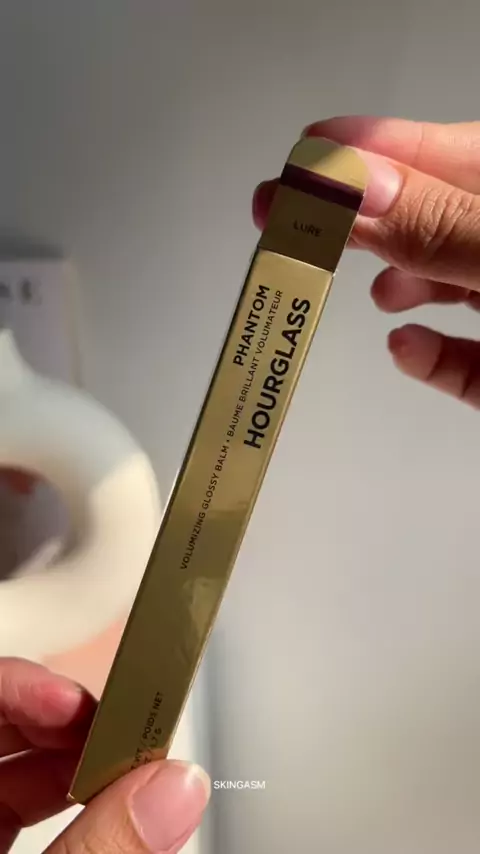 LURE
PHANTOM
VOLUMIZING GLOSSY BALM • BAUME BRILLANT VOLUMATEUR
HOURGLASS
/ POIDS NET
SKINGASM